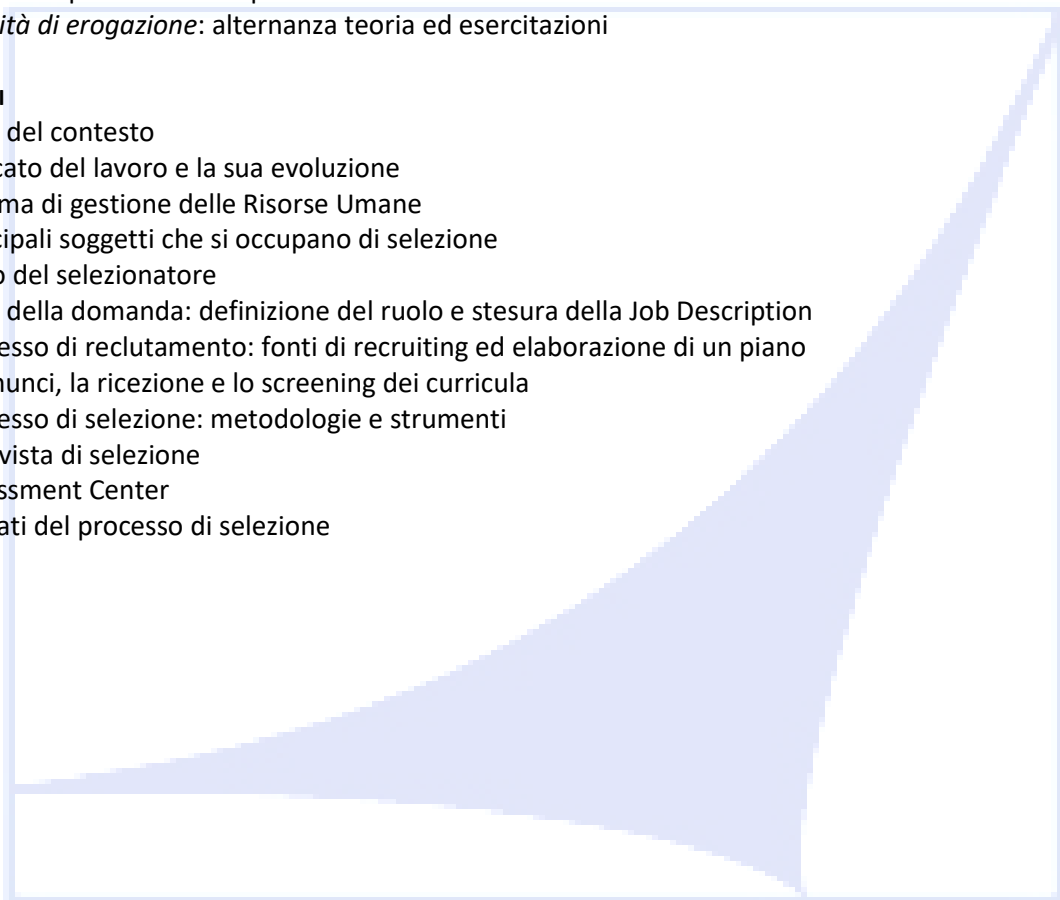 ità di erogazione: alternanza teoria ed esercitazioni
del contesto
cato del lavoro e la sua evoluzione
ma di gestione delle Risorse Umane
cipali soggetti che si occupano di selezione
o del selezionatore
della domanda: definizione del ruolo e stesura della Job Description
esso di reclutamento: fonti di recruiting ed elaborazione di un piano
nunci, la ricezione e lo screening dei curricula
esso di selezione: metodologie e strumenti
vista di selezione
ssment Center
ati del processo di selezione